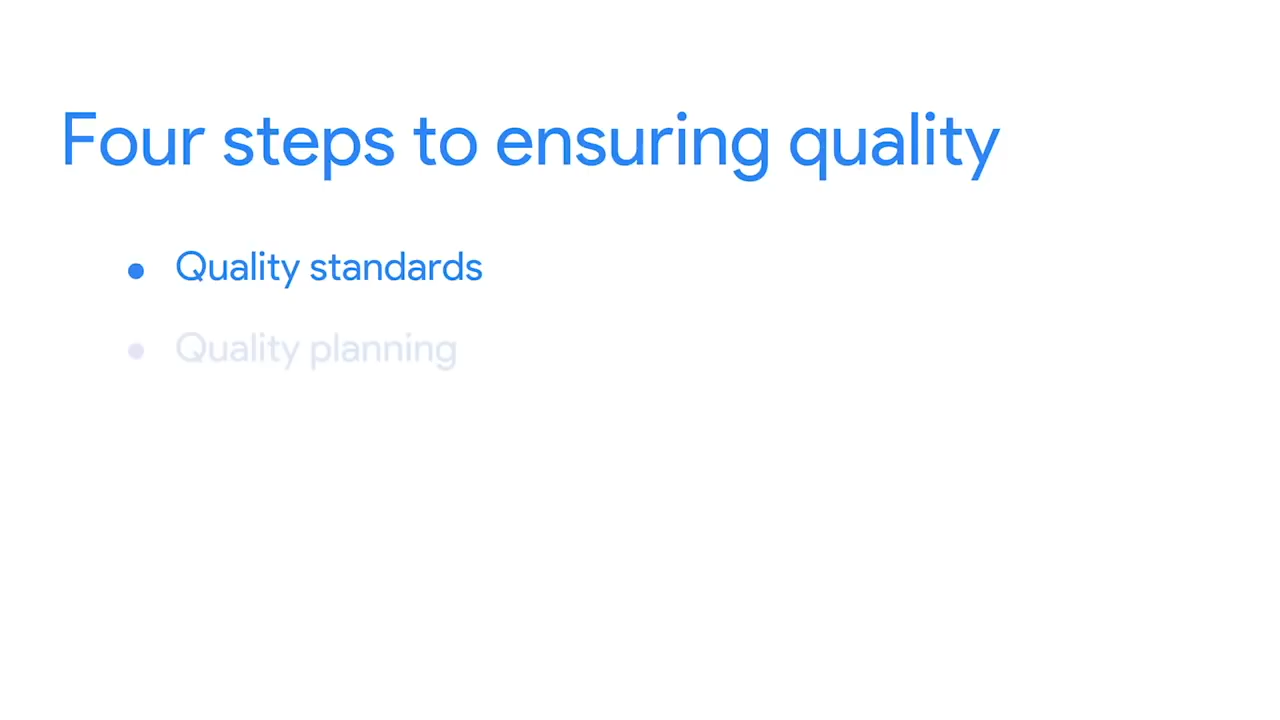 Four steps to ensuring quality
• Quality standards
• Quality planning